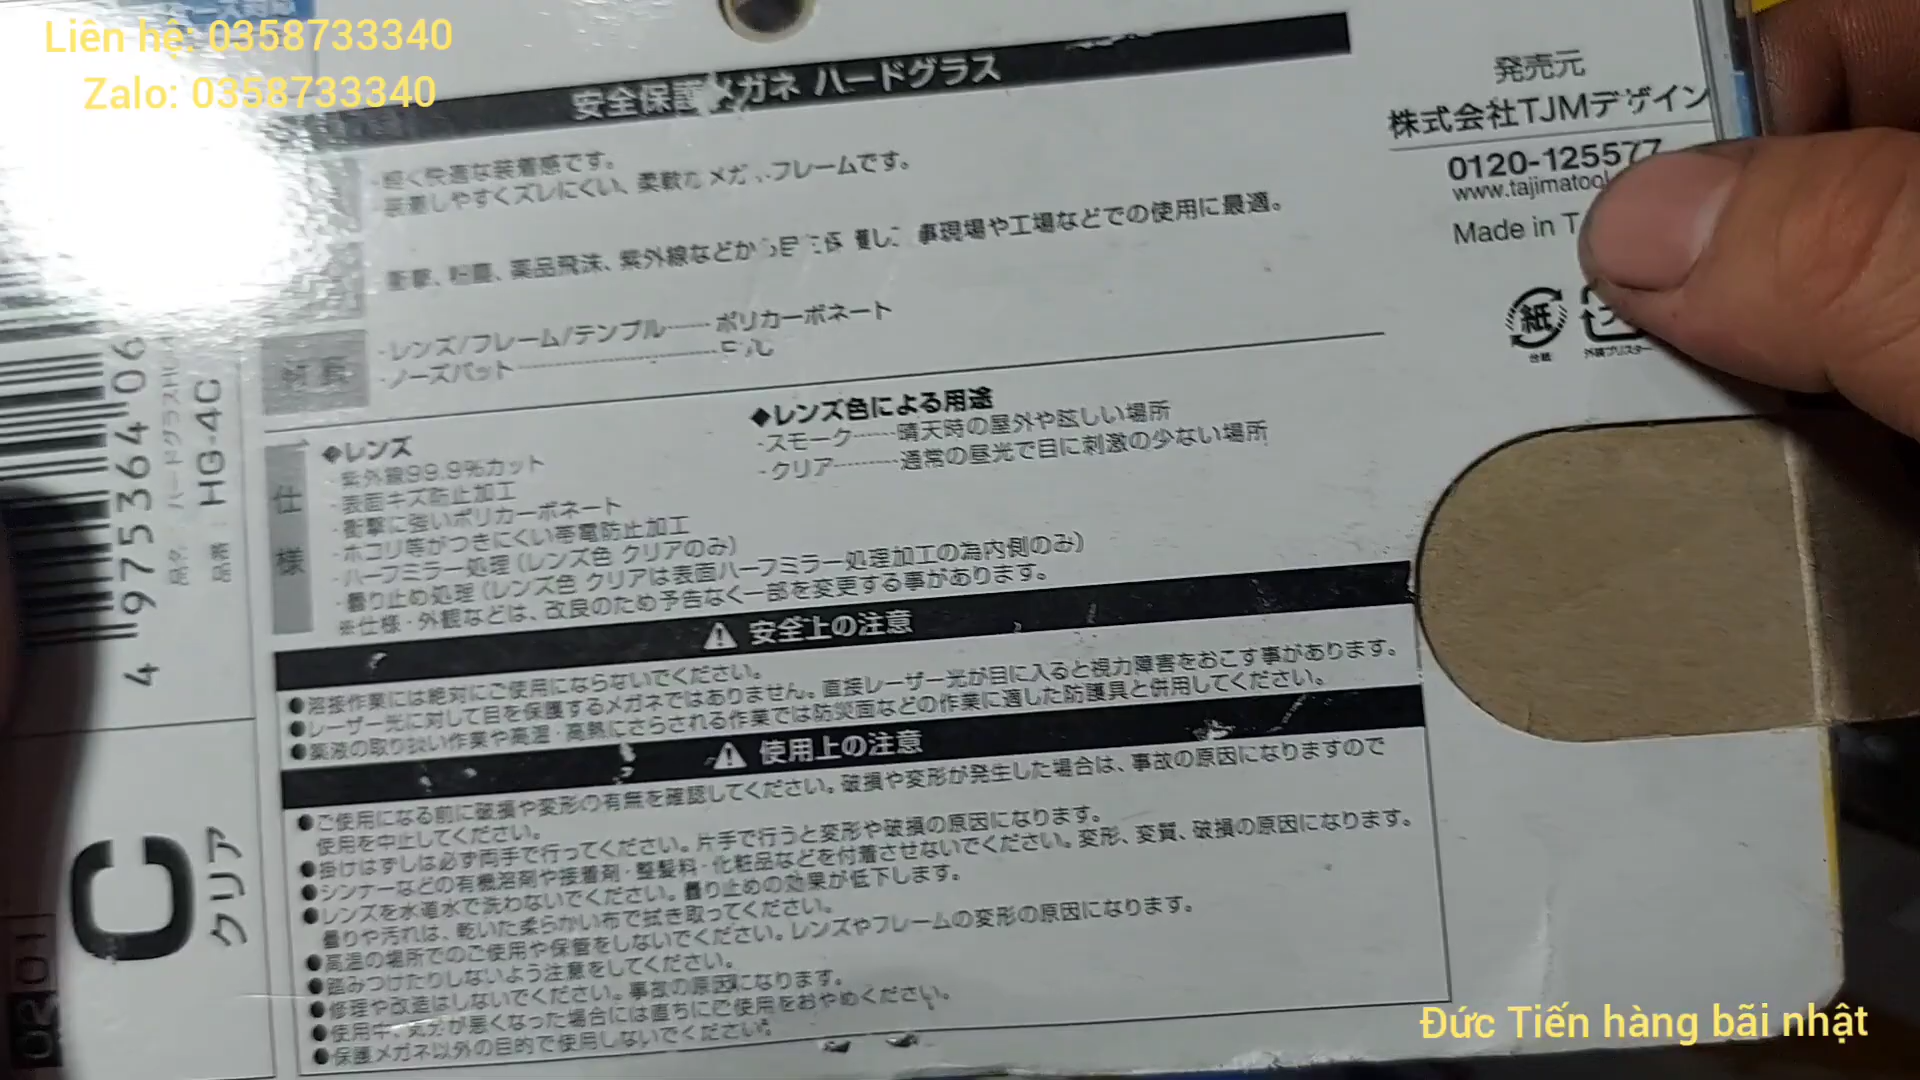 Liên hệ: 0358733340
Zalo: 0358733340
安全保護メガネ ハードグラス
・軽く快適な装着感です。
・装着しやすくズレにくい、柔軟なメガ フレームです。
衝撃、粉塵、薬品飛沫、紫外線などから目を保護し 事現場や工場などでの使用に最適。
材質
・レンズ/フレーム/テンプル……ポリカーボネート
・ノーズパット
仕様
◆レンズ
・紫外線99.9%カット
・表面キズ防止加工
・衝撃に強いポリカーボネート
・ホコリ等がつきにくい帯電防止加工
・ハーフミラー処理(レンズ色 クリアのみ)
・曇り止め処理(レンズ色 クリアは表面ハーフミラー処理加工の為内側のみ)
※仕様・外観などは、改良のため予告なく一部を変更する事があります。
◆レンズ色による用途
・スモーク……晴天時の屋外や眩しい場所
・クリア………通常の昼光で目に刺激の少ない場所
⚠ 安全上の注意
●溶接作業には絶対にご使用にならないでください。
●レーザー光に対して目を保護するメガネではありません。直接レーザー光が目に入ると視力障害をおこす事があります。
●薬液の取り扱い作業や高温・高熱にさらされる作業では防災面などの作業に適した防護具と併用してください。
⚠ 使用上の注意
●ご使用になる前に破損や変形の有無を確認してください。破損や変形が発生した場合は、事故の原因になりますので
使用を中止してください。
●掛けはずしは必ず両手で行ってください。片手で行うと変形や破損の原因になります。
●シンナーなどの有機溶剤や接着剤・整髪料・化粧品などを付着させないでください。変形、変質、破損の原因になります。
●レンズを水道水で洗わないでください。曇り止めの効果が低下します。
曇りや汚れは、乾いた柔らかい布で拭き取ってください。
●高温の場所でのご使用や保管をしないでください。レンズやフレームの変形の原因になります。
●踏みつけたりしないよう注意をしてください。
●修理や改造はしないでください。事故の原因になります。
●使用中、気分が悪くなった場合には直ちにご使用をおやめください。
●保護メガネ以外の目的で使用しないでください。
発売元
株式会社TJMデザイン
0120-125577
www.tajimatool
Made in T
紙
台紙
外装ブリスター
4 975364 06
品名: ハードグラスHG-4
品番: HG-4C
C
クリア
0201
Đức Tiến hàng bãi nhật